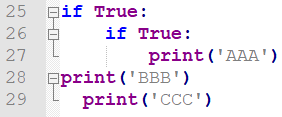 25 if True:
26     if True:
27         print('AAA')
28 print('BBB')
29   print('CCC')